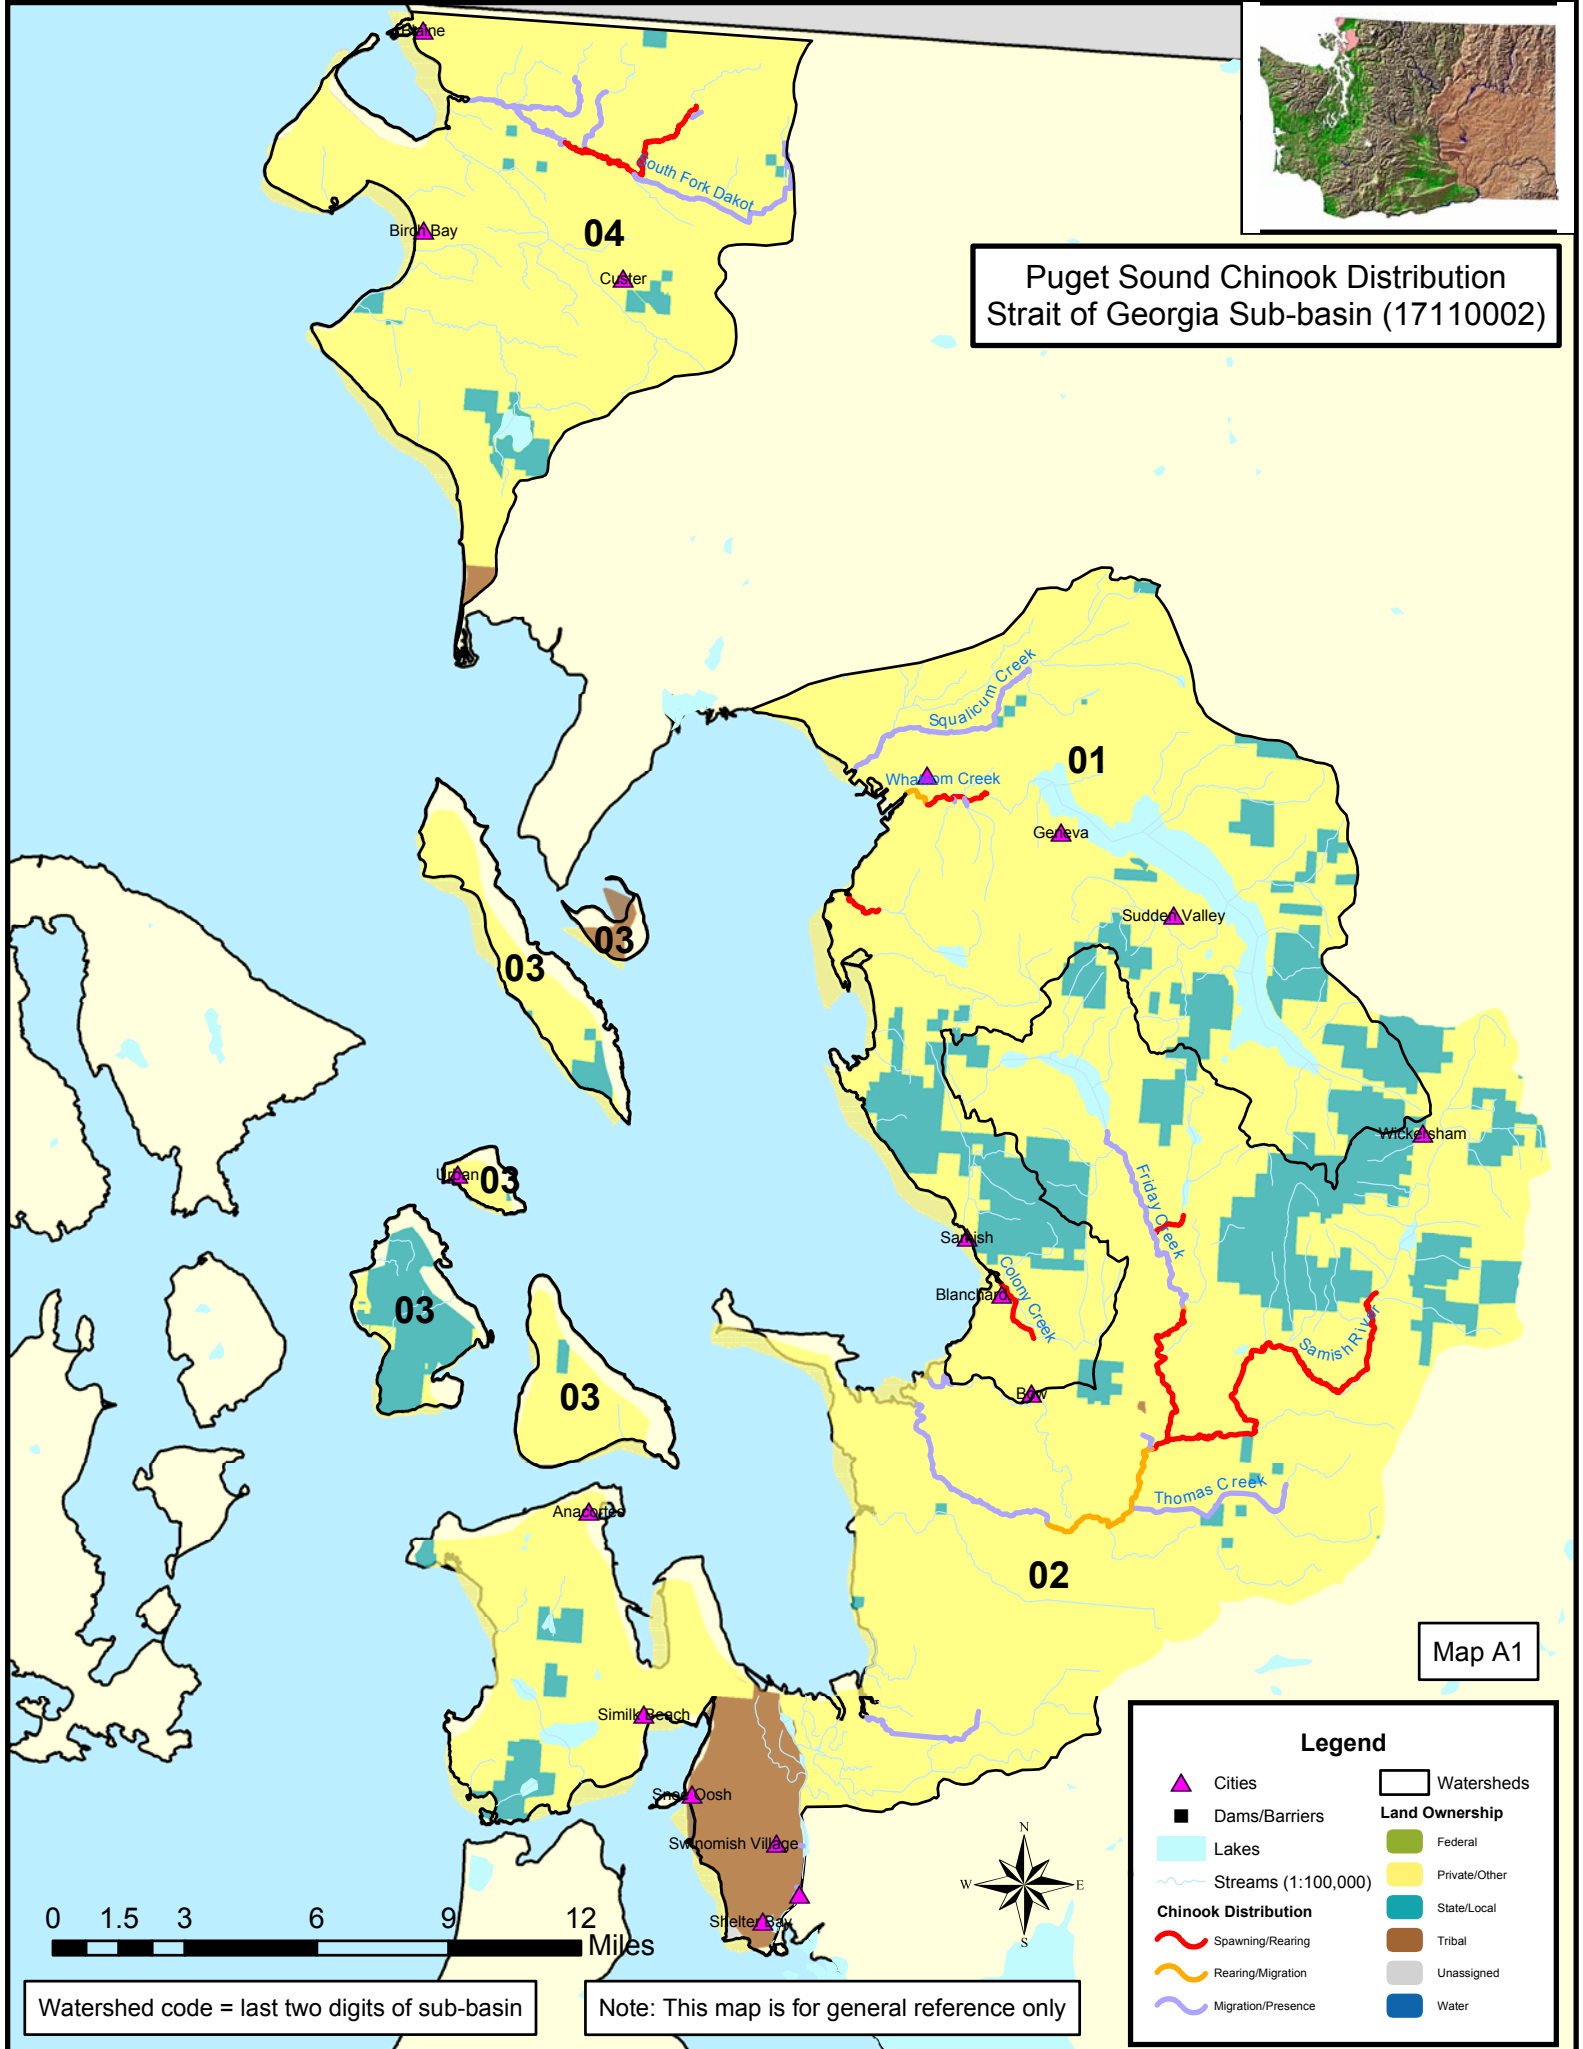 Blaine
South Fork Dakot
Birch Bay
04
Custer
Puget Sound Chinook Distribution
Strait of Georgia Sub-basin (17110002)
Squalicum Creek
01
Whatcom Creek
Geneva
Sudden Valley
03
03
Wickersham
Urban
03
Friday Creek
Samish
Colony Creek
Blanchard
03
Samish River
03
Bow
Thomas Creek
Anacortes
02
Map A1
Similk Beach
Snee Oosh
Swinomish Village
Shelter Bay
N
W
E
S
0 1.5 3 6 9 12
Miles
Watershed code = last two digits of sub-basin
Note: This map is for general reference only
Legend
Cities
Dams/Barriers
Lakes
Streams (1:100,000)
Chinook Distribution
Spawning/Rearing
Rearing/Migration
Migration/Presence
Watersheds
Land Ownership
Federal
Private/Other
State/Local
Tribal
Unassigned
Water